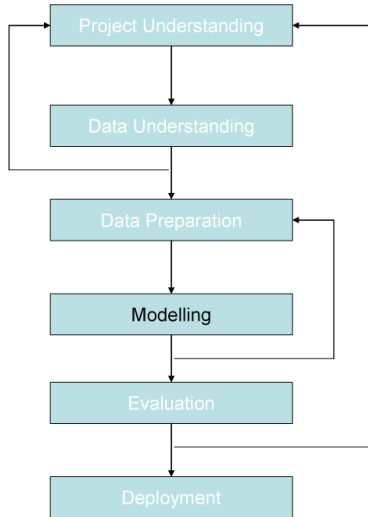 Project Understanding
Data Understanding
Data Preparation
Modelling
Evaluation
Deployment